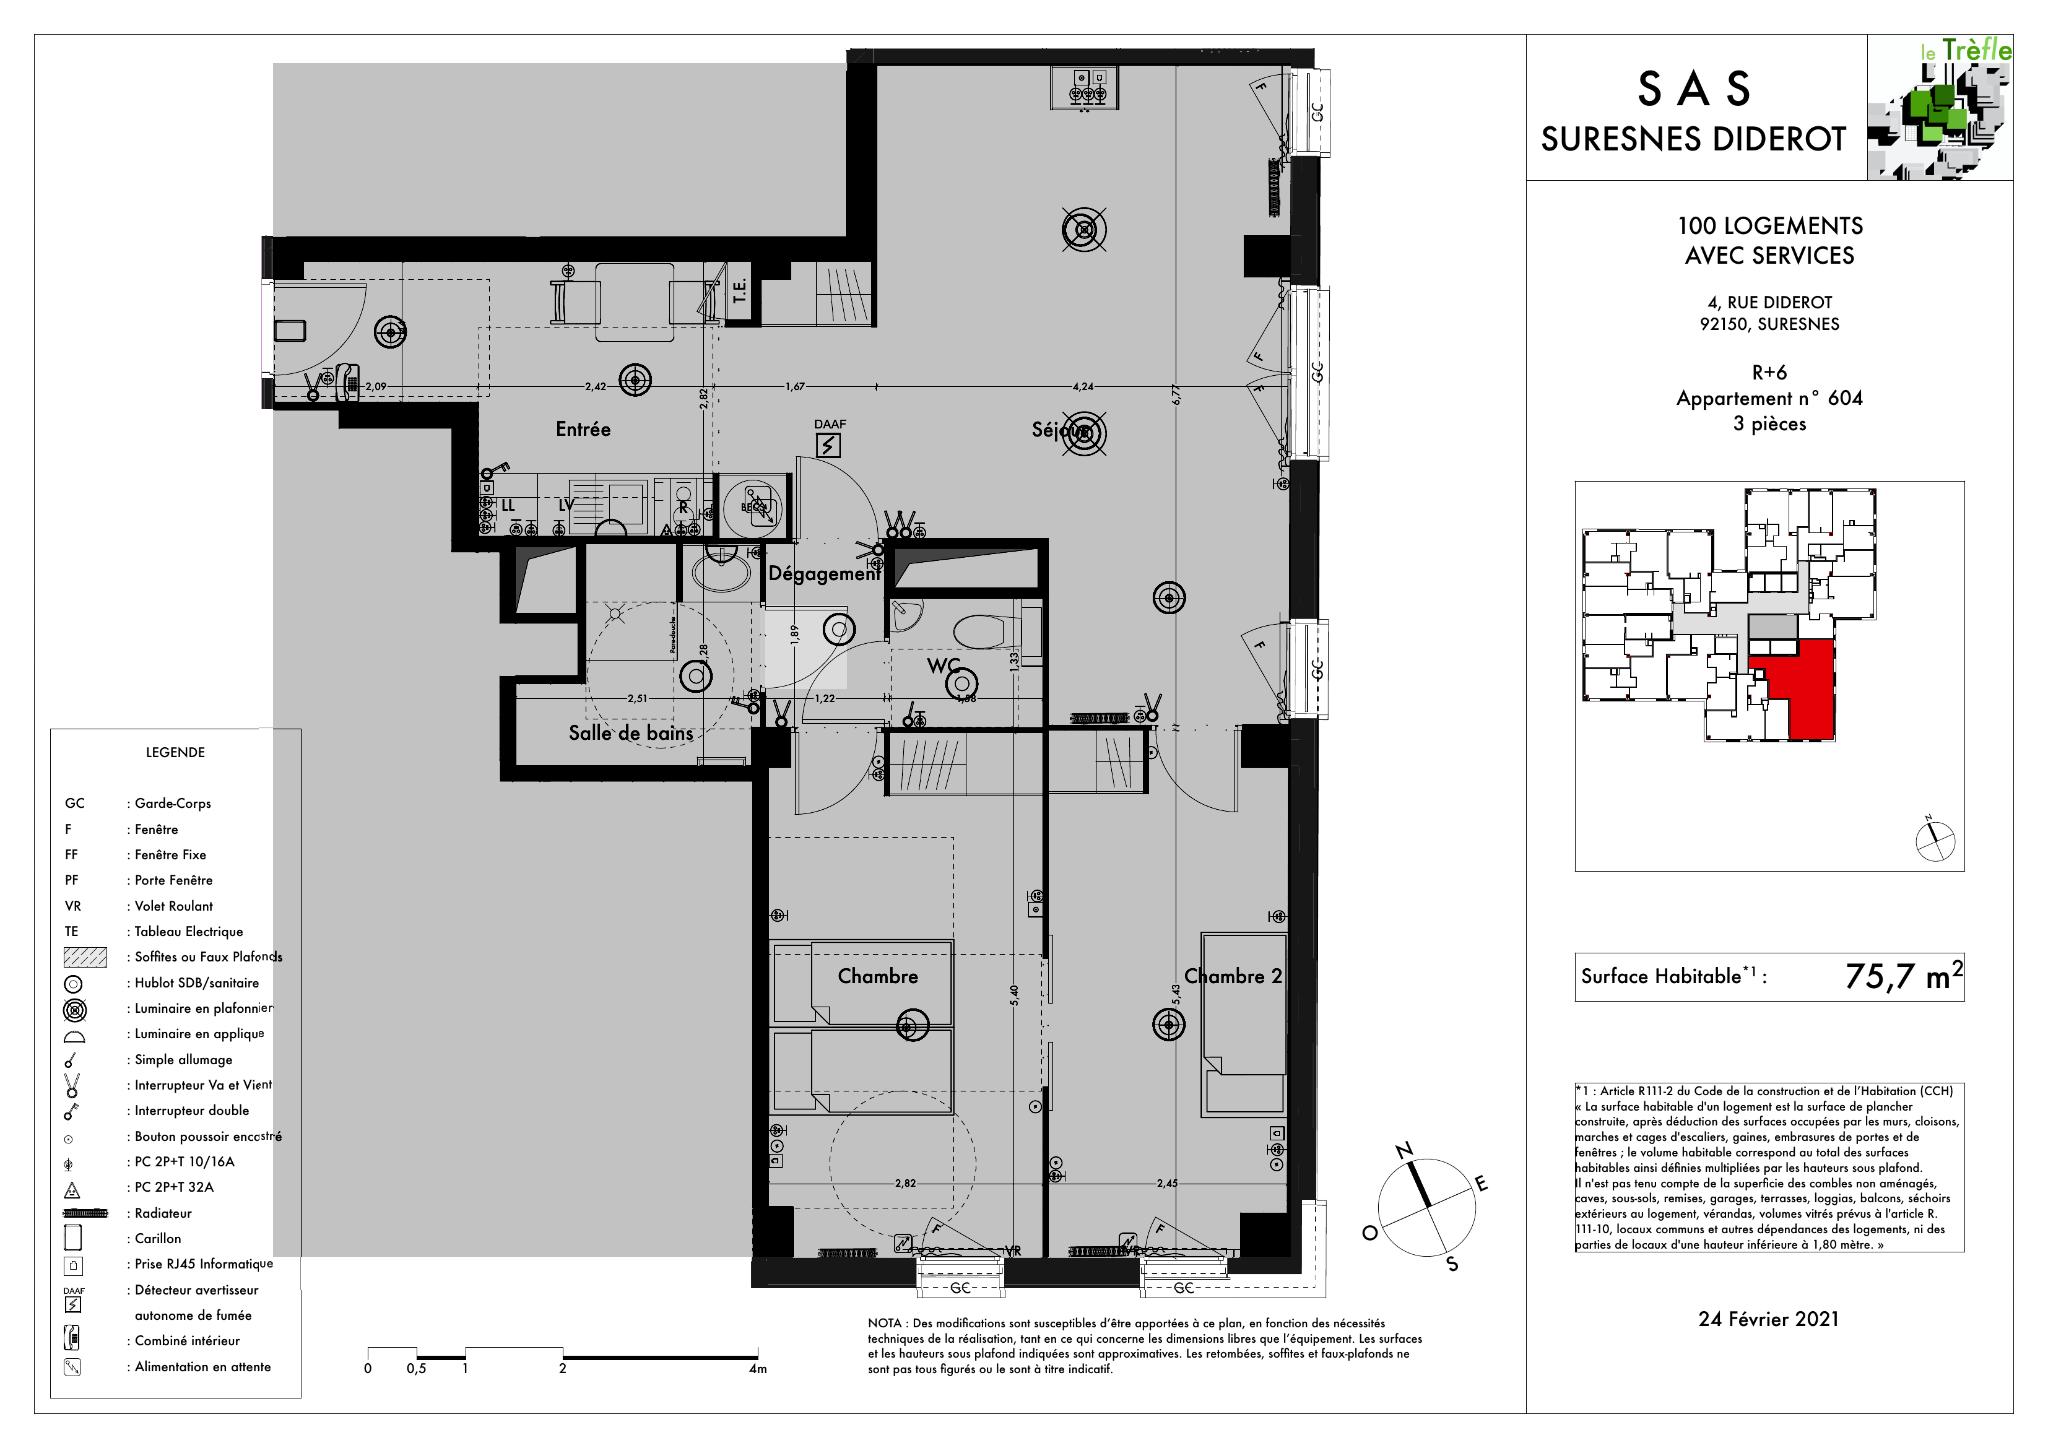 le Trèfle
S A S
SURESNES DIDEROT
100 LOGEMENTS
AVEC SERVICES
4, RUE DIDEROT
92150, SURESNES
R+6
Appartement n° 604
3 pièces
N
Surface Habitable*1 :
75,7 m²
*1 : Article R111-2 du Code de la construction et de l'Habitation (CCH)
« La surface habitable d'un logement est la surface de plancher
construite, après déduction des surfaces occupées par les murs, cloisons,
marches et cages d'escaliers, gaines, embrasures de portes et de
fenêtres ; le volume habitable correspond au total des surfaces
habitables ainsi définies multipliées par les hauteurs sous plafond.
Il n'est pas tenu compte de la superficie des combles non aménagés,
caves, sous-sols, remises, garages, terrasses, loggias, balcons, séchoirs
extérieurs au logement, vérandas, volumes vitrés prévus à l'article R.
111-10, locaux communs et autres dépendances des logements, ni des
parties de locaux d'une hauteur inférieure à 1,80 mètre. »
24 Février 2021
F
GC
T.E.
2,09
2,42
1,67
4,24
2,82
6,77
F
GC
F
Entrée
DAAF
Séjour
LL
LV
R
Dégagement
Pare-douche
2,28
1,89
WC
1,33
F
GC
2,51
1,22
1,58
Salle de bains
Chambre
Chambre 2
5,40
5,43
2,82
2,45
F
VR
F
VR
GC
GC
N
E
O
S
LEGENDE
GC : Garde-Corps
F : Fenêtre
FF : Fenêtre Fixe
PF : Porte Fenêtre
VR : Volet Roulant
TE : Tableau Electrique
: Soffites ou Faux Plafonds
: Hublot SDB/sanitaire
: Luminaire en plafonnier
: Luminaire en applique
: Simple allumage
: Interrupteur Va et Vient
: Interrupteur double
: Bouton poussoir encastré
: PC 2P+T 10/16A
: PC 2P+T 32A
: Radiateur
: Carillon
: Prise RJ45 Informatique
DAAF : Détecteur avertisseur
autonome de fumée
: Combiné intérieur
: Alimentation en attente
0 0,5 1 2 4m
NOTA : Des modifications sont susceptibles d'être apportées à ce plan, en fonction des nécessités
techniques de la réalisation, tant en ce qui concerne les dimensions libres que l'équipement. Les surfaces
et les hauteurs sous plafond indiquées sont approximatives. Les retombées, soffites et faux-plafonds ne
sont pas tous figurés ou le sont à titre indicatif.